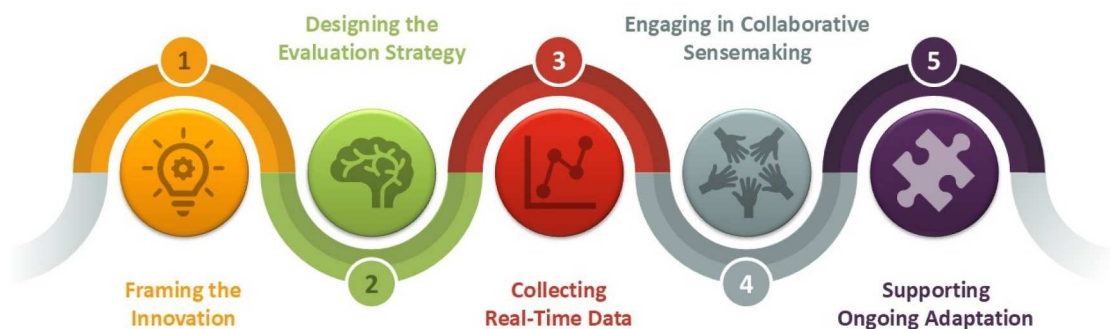 1
Framing the
Innovation
Designing the
Evaluation Strategy
2
3
Collecting
Real-Time Data
Engaging in Collaborative
Sensemaking
4
5
Supporting
Ongoing Adaptation